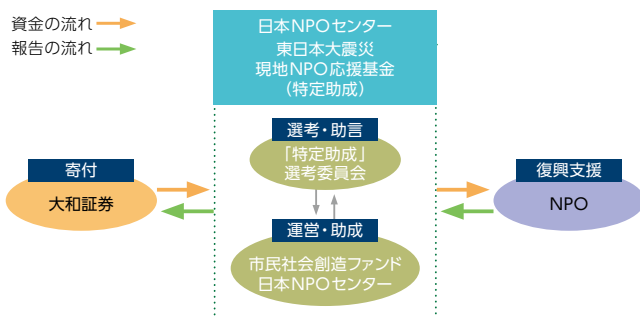 資金の流れ
報告の流れ
日本NPOセンター
東日本大震災
現地NPO応援基金
（特定助成）
選考・助言
「特定助成」
選考委員会
寄付
大和証券
復興支援
NPO
運営・助成
市民社会創造ファンド
日本NPOセンター